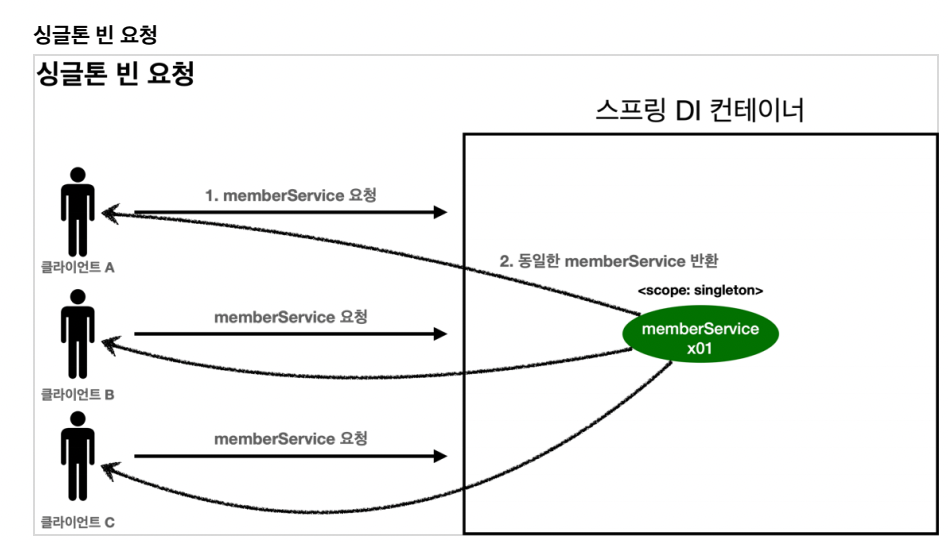 싱글톤 빈 요청
싱글톤 빈 요청
스프링 DI 컨테이너
1. memberService 요청
클라이언트 A
2. 동일한 memberService 반환
<scope: singleton>
memberService
x01
memberService 요청
클라이언트 B
memberService 요청
클라이언트 C